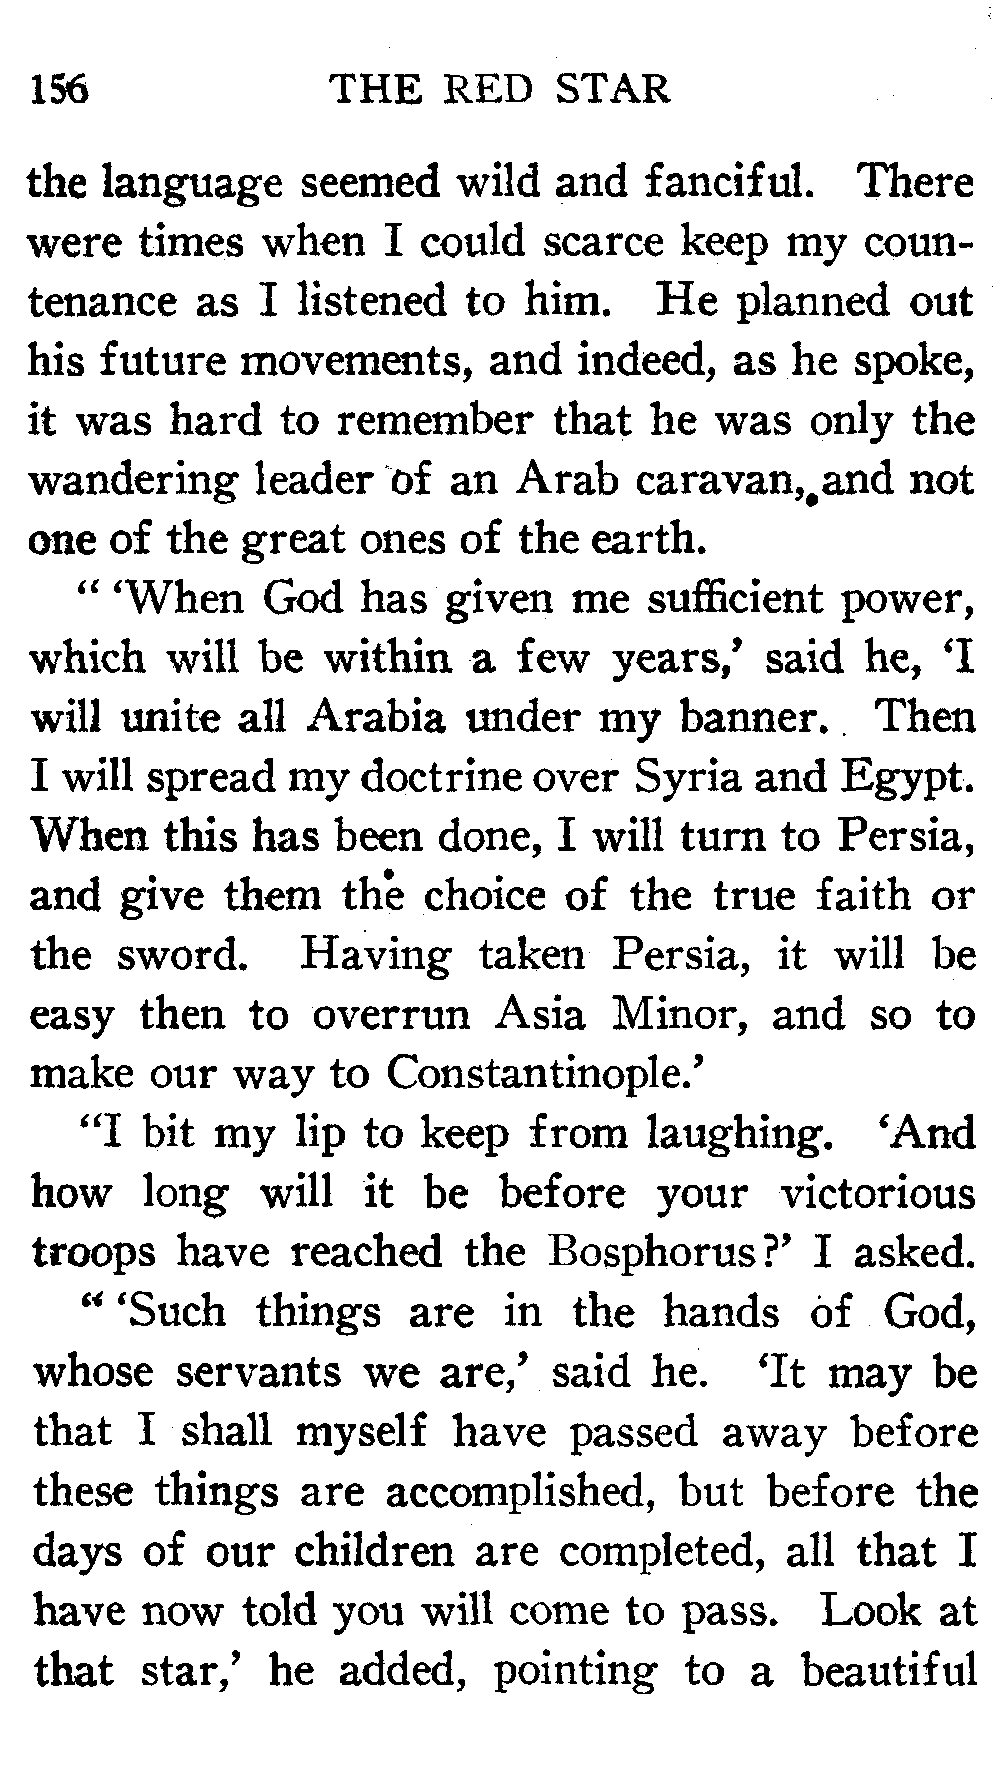 156 THE RED STAR
the language seemed wild and fanciful. There
were times when I could scarce keep my coun-
tenance as I listened to him. He planned out
his future movements, and indeed, as he spoke,
it was hard to remember that he was only the
wandering leader of an Arab caravan, and not
one of the great ones of the earth.
" 'When God has given me sufficient power,
which will be within a few years,' said he, 'I
will unite all Arabia under my banner. Then
I will spread my doctrine over Syria and Egypt.
When this has been done, I will turn to Persia,
and give them the choice of the true faith or
the sword. Having taken Persia, it will be
easy then to overrun Asia Minor, and so to
make our way to Constantinople.'
"I bit my lip to keep from laughing. 'And
how long will it be before your victorious
troops have reached the Bosphorus?' I asked.
" 'Such things are in the hands of God,
whose servants we are,' said he. 'It may be
that I shall myself have passed away before
these things are accomplished, but before the
days of our children are completed, all that I
have now told you will come to pass. Look at
that star,' he added, pointing to a beautiful